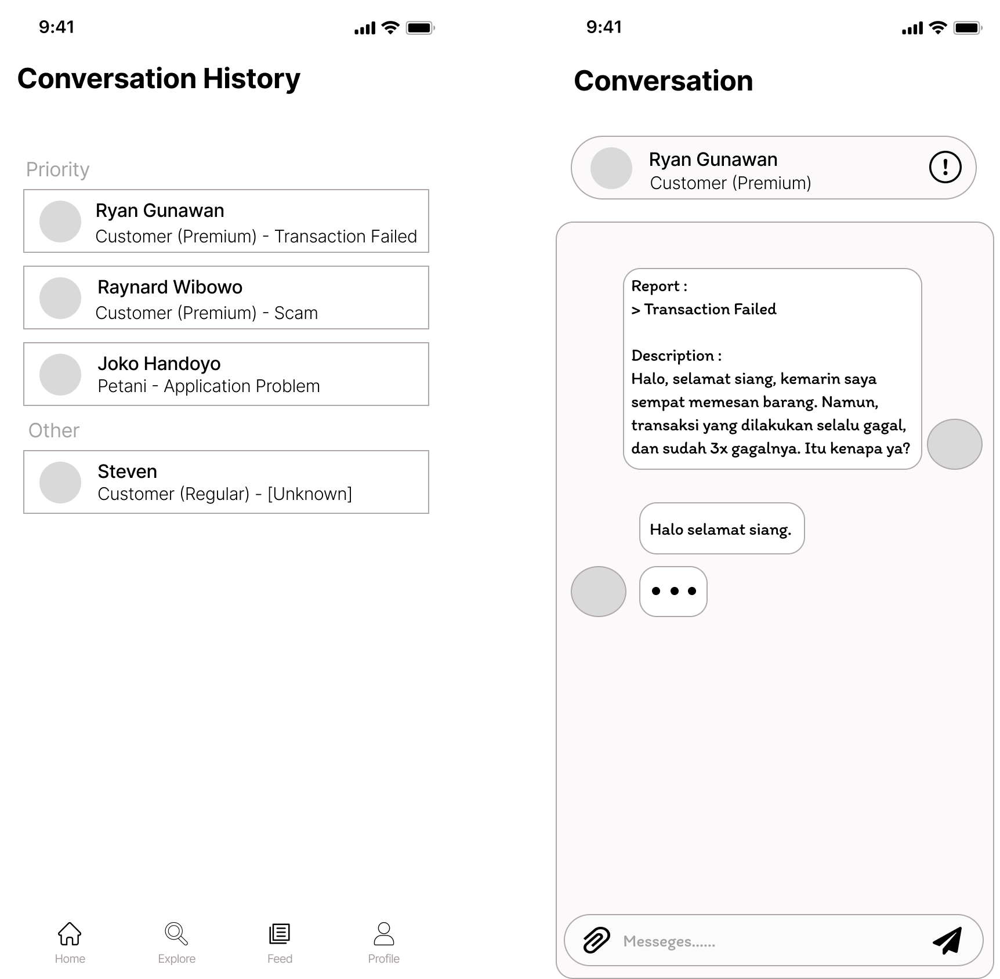 9:41
Conversation History
Priority
Ryan Gunawan
Customer (Premium) - Transaction Failed
Raynard Wibowo
Customer (Premium) - Scam
Joko Handoyo
Petani - Application Problem
Other
Steven
Customer (Regular) - [Unknown]
Home
Explore
Feed
Profile
9:41
Conversation
Ryan Gunawan
Customer (Premium)
Report :
> Transaction Failed
Description :
Halo, selamat siang, kemarin saya
sempat memesan barang. Namun,
transaksi yang dilakukan selalu gagal,
dan sudah 3x gagalnya. Itu kenapa ya?
Halo selamat siang.
Messeges......